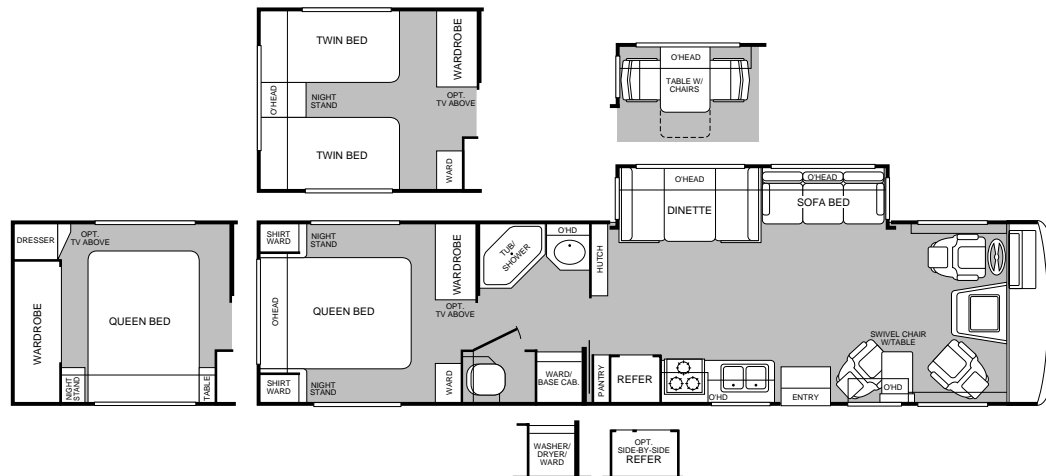 TWIN BED
WARDROBE
O'HEAD
NIGHT
STAND
OPT.
TV ABOVE
TWIN BED
WARD
O'HEAD
TABLE W/
CHAIRS
DRESSER
OPT.
TV ABOVE
WARDROBE
QUEEN BED
NIGHT
STAND
TABLE
SHIRT
WARD
NIGHT
STAND
O'HEAD
QUEEN BED
WARDROBE
OPT.
TV ABOVE
SHIRT
WARD
NIGHT
STAND
WARD
TUB/
SHOWER
O'HD
HUTCH
O'HEAD
DINETTE
O'HEAD
SOFA BED
WARD/
BASE CAB.
PANTRY
REFER
O'HD
ENTRY
SWIVEL CHAIR
W/TABLE
O'HD
WASHER/
DRYER/
WARD
OPT.
SIDE-BY-SIDE
REFER